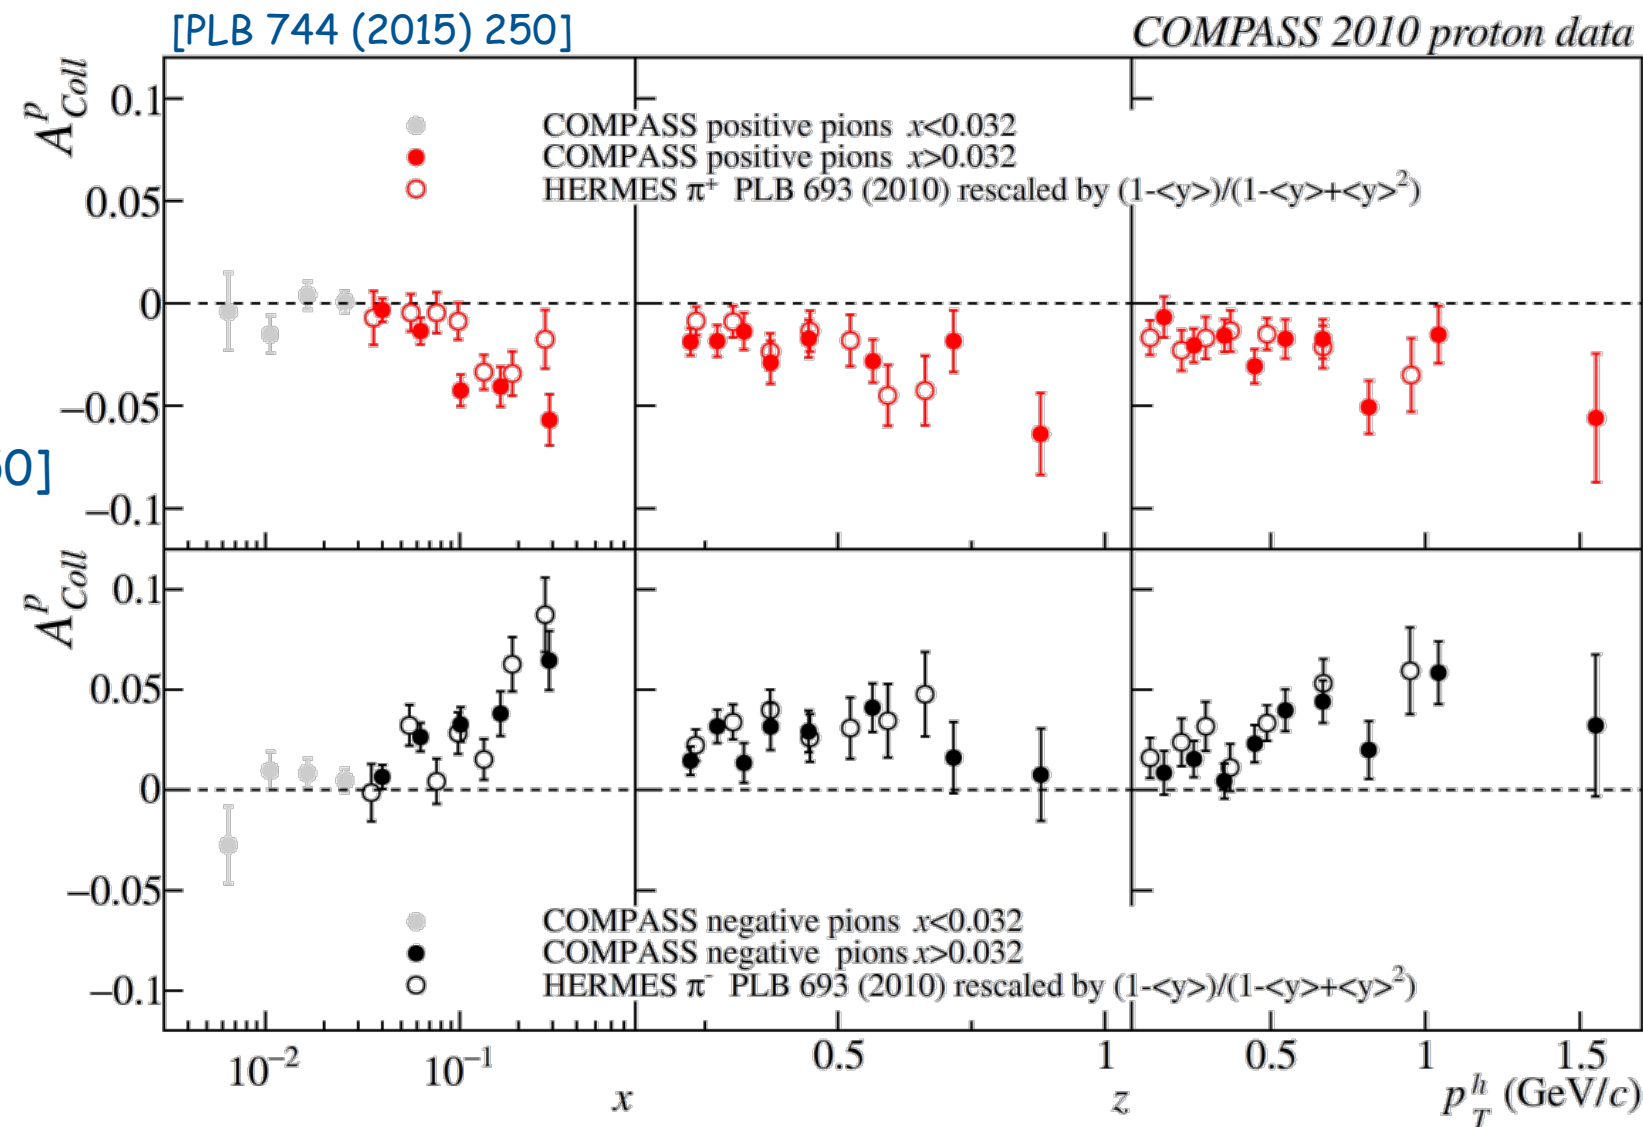 [PLB 744 (2015) 250]
COMPASS 2010 proton data
A^p_Coll
0.1
0.05
0
−0.05
−0.1
COMPASS positive pions x<0.032
COMPASS positive pions x>0.032
HERMES π⁺ PLB 693 (2010) rescaled by (1-<y>)/(1-<y>+<y>²)
0]
A^p_Coll
0.1
0.05
0
−0.05
−0.1
COMPASS negative pions x<0.032
COMPASS negative pions x>0.032
HERMES π⁻ PLB 693 (2010) rescaled by (1-<y>)/(1-<y>+<y>²)
10⁻² 10⁻¹ 0.5 1 0.5 1 1.5
x z p_T^h (GeV/c)